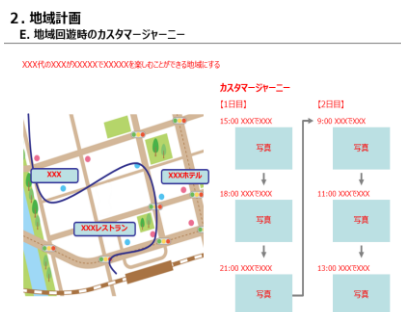 2. 地域計画
E. 地域回遊時のカスタマージャーニー
XXX代のXXXがXXXXXでXXXXXを楽しむことができる地域にする
カスタマージャーニー
【1日目】
【2日目】
15:00 XXXでXXX
9:00 XXXでXXX
写真
写真
XXX
XXXホテル
18:00 XXXでXXX
11:00 XXXでXXX
写真
写真
XXXレストラン
21:00 XXXでXXX
13:00 XXXでXXX
写真
写真